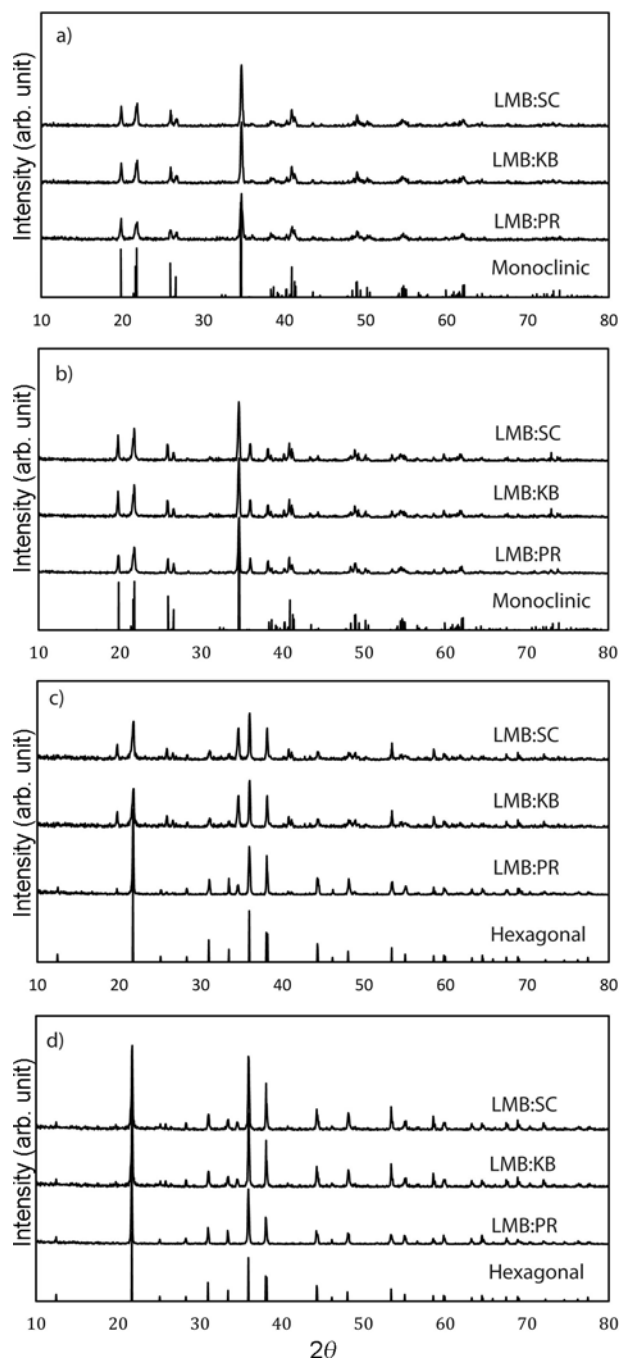 a)
LMB:SC
LMB:KB
LMB:PR
Monoclinic
Intensity (arb. unit)
10 20 30 40 50 60 70 80
b)
LMB:SC
LMB:KB
LMB:PR
Monoclinic
Intensity (arb. unit)
10 20 30 40 50 60 70 80
c)
LMB:SC
LMB:KB
LMB:PR
Hexagonal
Intensity (arb. unit)
10 20 30 40 50 60 70 80
d)
LMB:SC
LMB:KB
LMB:PR
Hexagonal
Intensity (arb. unit)
10 20 30 40 50 60 70 80
2θ